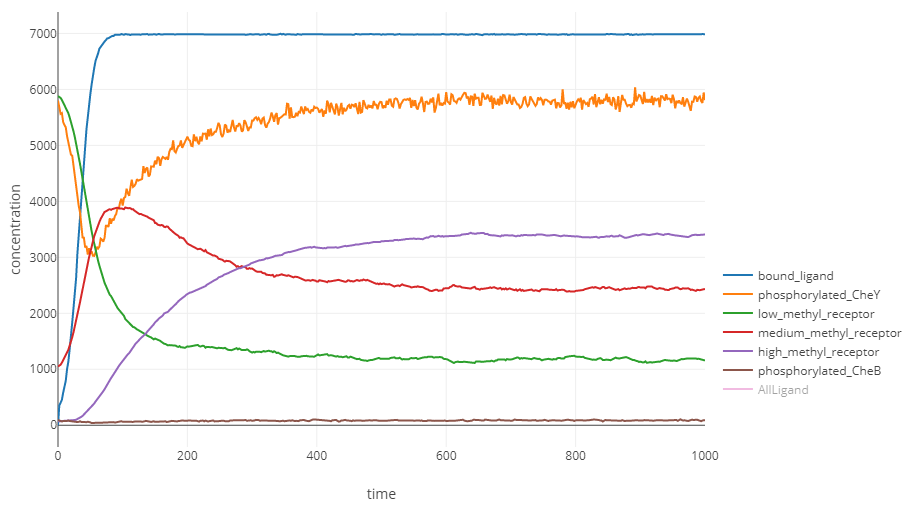 7000
6000
5000
4000
3000
2000
1000
0
concentration
0 200 400 600 800 1000
time
bound_ligand
phosphorylated_CheY
low_methyl_receptor
medium_methyl_receptor
high_methyl_receptor
phosphorylated_CheB
AllLigand